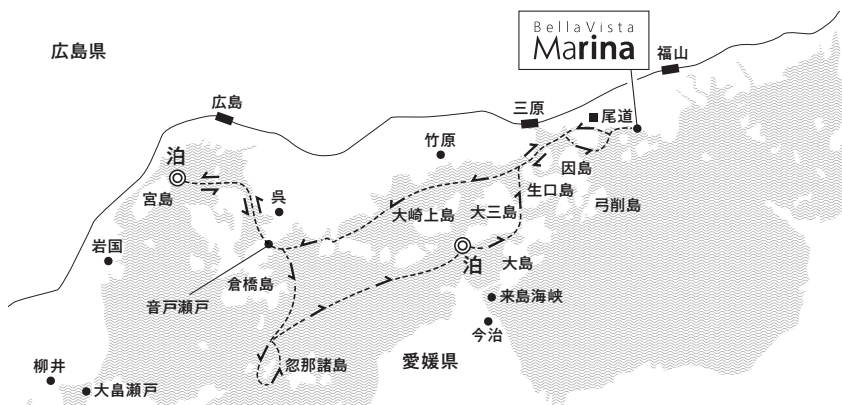 BellaVista
Marina
広島県
福山
広島
三原
尾道
竹原
泊
因島
宮島
生口島
呉
弓削島
大崎上島
大三島
岩国
大島
泊
倉橋島
来島海峡
音戸瀬戸
今治
忽那諸島
愛媛県
柳井
大畠瀬戸